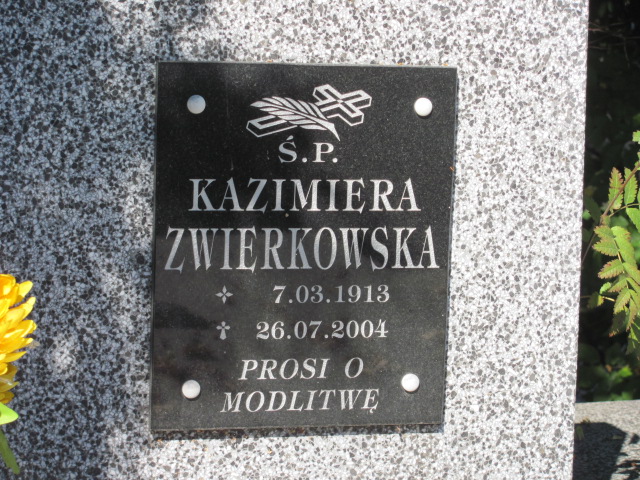 Ś.P.
KAZIMIERA
ZWIERKOWSKA
7.03.1913
† 26.07.2004
PROSI O
MODLITWĘ